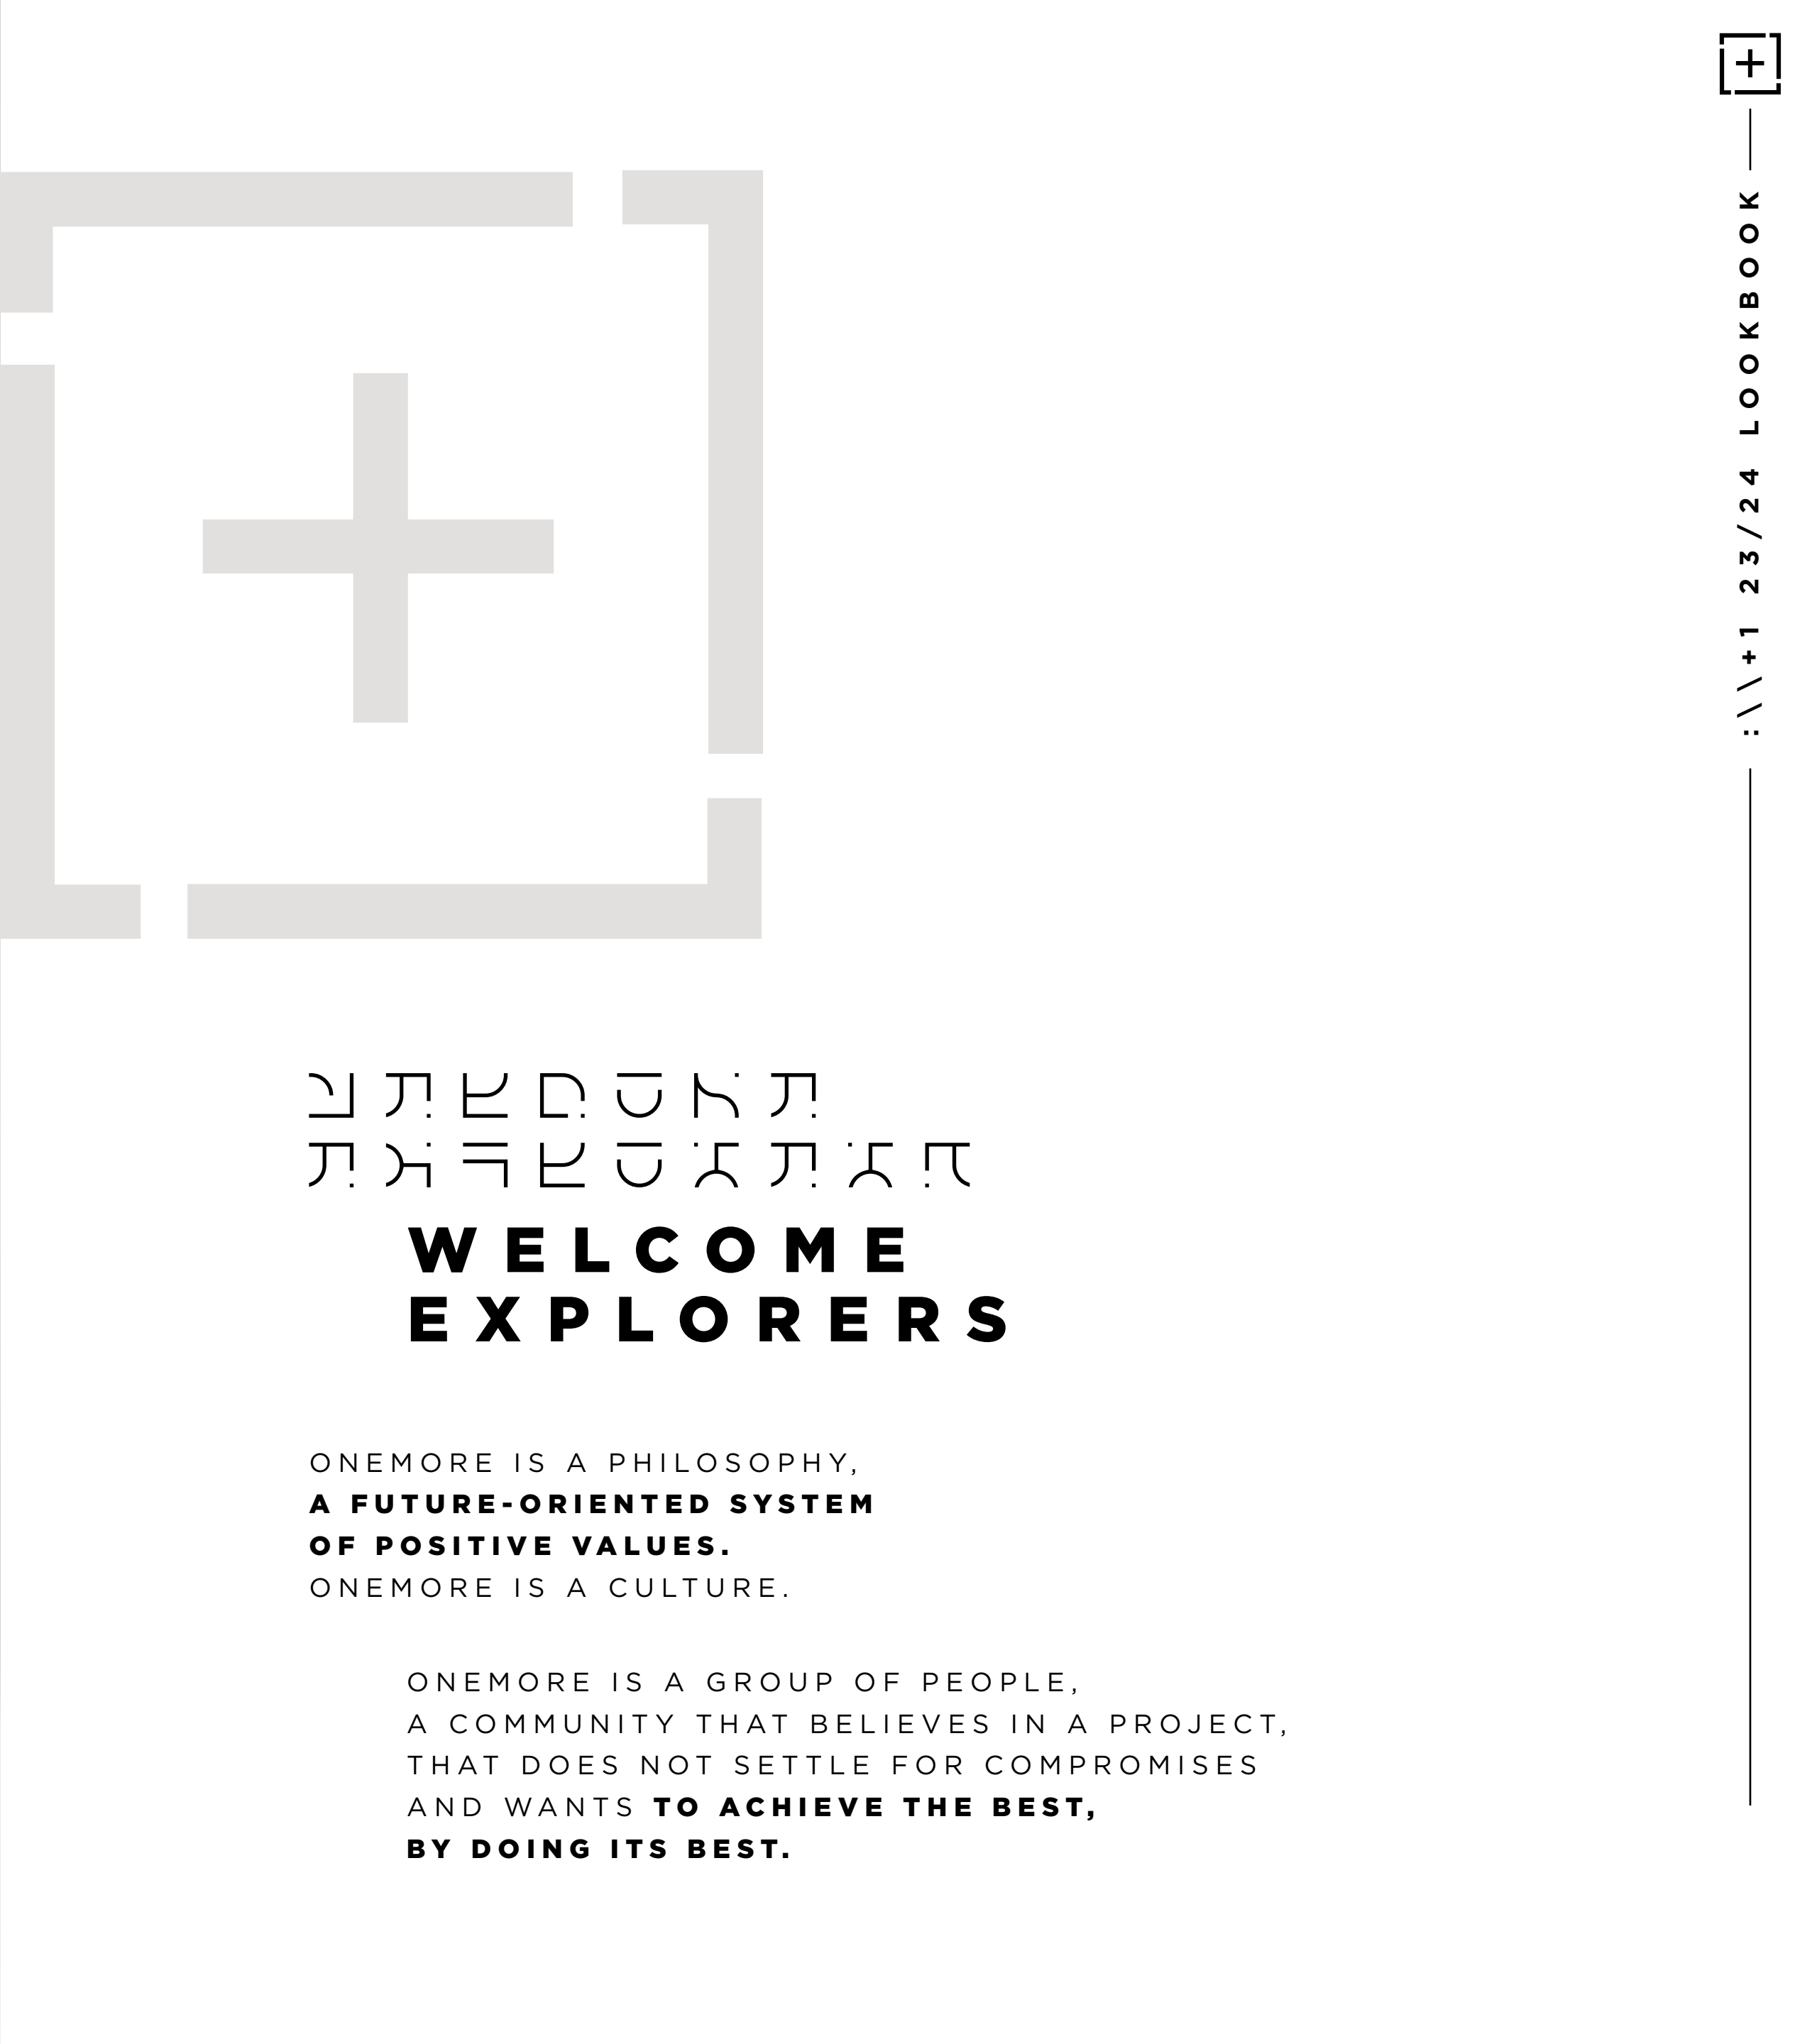 :\\+1 23/24 LOOKBOOK
WELCOME
EXPLORERS
ONEMORE IS A PHILOSOPHY,
A FUTURE-ORIENTED SYSTEM
OF POSITIVE VALUES.
ONEMORE IS A CULTURE.
ONEMORE IS A GROUP OF PEOPLE,
A COMMUNITY THAT BELIEVES IN A PROJECT,
THAT DOES NOT SETTLE FOR COMPROMISES
AND WANTS TO ACHIEVE THE BEST,
BY DOING ITS BEST.